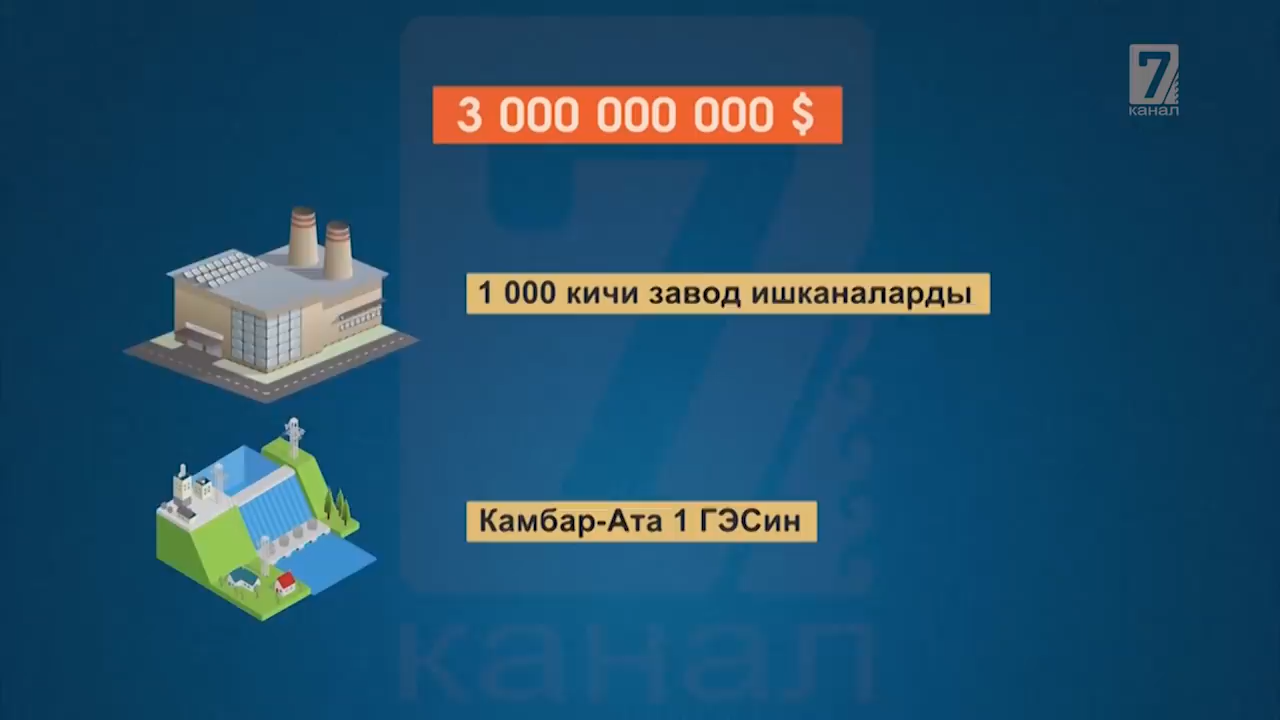 7
канал
3 000 000 000 $
1 000 кичи завод ишканаларды
Камбар-Ата 1 ГЭСин
7
канал